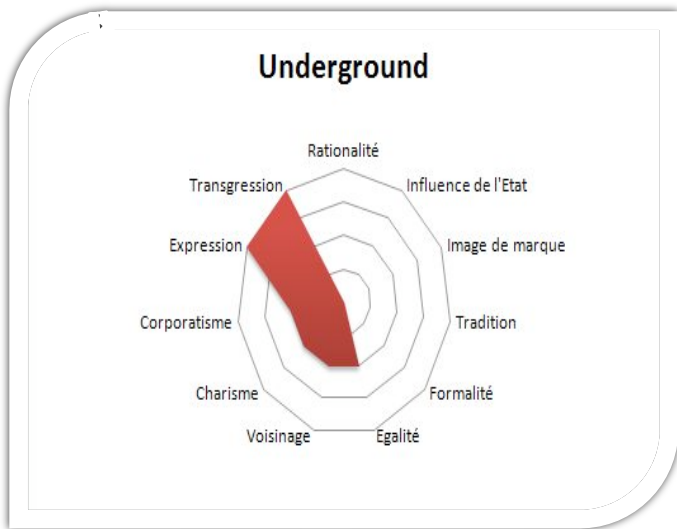 Underground
Rationalité
Transgression
Influence de l'Etat
Expression
Image de marque
Corporatisme
Tradition
Charisme
Formalité
Voisinage
Egalité